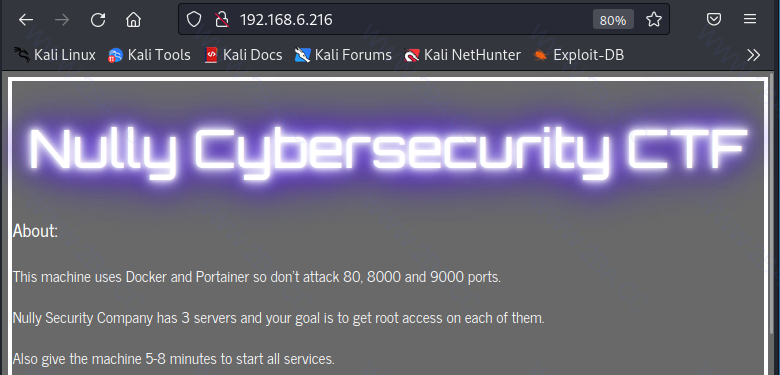 192.168.6.216
80%
Kali Linux Kali Tools Kali Docs Kali Forums Kali NetHunter Exploit-DB
Nully Cybersecurity CTF
About:
This machine uses Docker and Portainer so don't attack 80, 8000 and 9000 ports.
Nully Security Company has 3 servers and your goal is to get root access on each of them.
Also give the machine 5-8 minutes to start all services.